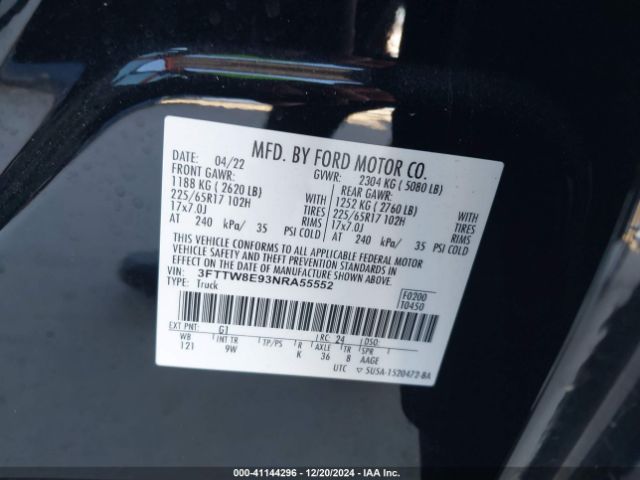 MFD. BY FORD MOTOR CO.
DATE: 04/22 GVWR: 2304 KG ( 5080 LB)
FRONT GAWR: REAR GAWR:
1188 KG ( 2620 LB) WITH 1252 KG ( 2760 LB) WITH
225/65R17 102H TIRES 225/65R17 102H TIRES
17x7.0J RIMS 17x7.0J RIMS
AT 240 kPa/ 35 PSI COLD AT 240 kPa/ 35 PSI COLD
THIS VEHICLE CONFORMS TO ALL APPLICABLE FEDERAL MOTOR
VEHICLE SAFETY AND THEFT PREVENTION STANDARDS IN
EFFECT ON THE DATE OF MANUFACTURE SHOWN ABOVE.
VIN: 3FTTW8E93NRA55552 F0200
TYPE: Truck T0450
EXT PNT: G1 RC: 24 DSO:
WB INT TR TP/PS R AXLE TR SPR
121 9W K 36 8 AAGE
UTC 5U5A-1520472-BA
000-41144296 - 12/20/2024 - IAA Inc.